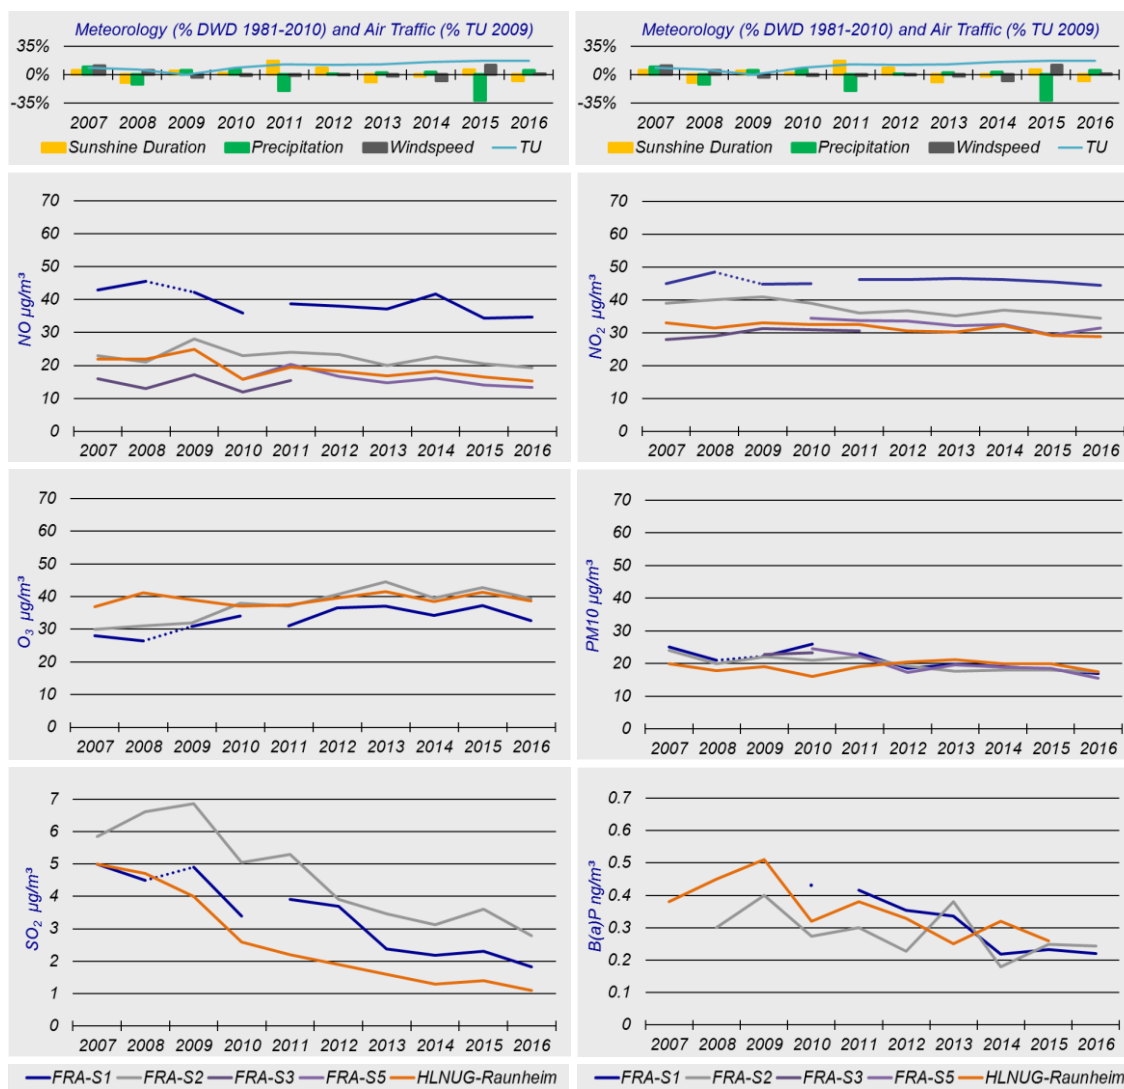 Meteorology (% DWD 1981-2010) and Air Traffic (% TU 2009)
35%
0%
-35%
2007 2008 2009 2010 2011 2012 2013 2014 2015 2016
Sunshine Duration Precipitation Windspeed TU
Meteorology (% DWD 1981-2010) and Air Traffic (% TU 2009)
35%
0%
-35%
2007 2008 2009 2010 2011 2012 2013 2014 2015 2016
Sunshine Duration Precipitation Windspeed TU
NO µg/m³
70
60
50
40
30
20
10
0
2007 2008 2009 2010 2011 2012 2013 2014 2015 2016
NO₂ µg/m³
70
60
50
40
30
20
10
0
2007 2008 2009 2010 2011 2012 2013 2014 2015 2016
O₃ µg/m³
70
60
50
40
30
20
10
0
2007 2008 2009 2010 2011 2012 2013 2014 2015 2016
PM10 µg/m³
70
60
50
40
30
20
10
0
2007 2008 2009 2010 2011 2012 2013 2014 2015 2016
SO₂ µg/m³
7
6
5
4
3
2
1
0
2007 2008 2009 2010 2011 2012 2013 2014 2015 2016
B(a)P ng/m³
0.7
0.6
0.5
0.4
0.3
0.2
0.1
0
2007 2008 2009 2010 2011 2012 2013 2014 2015 2016
FRA-S1 FRA-S2 FRA-S3 FRA-S5 HLNUG-Raunheim
FRA-S1 FRA-S2 FRA-S3 FRA-S5 HLNUG-Raunheim